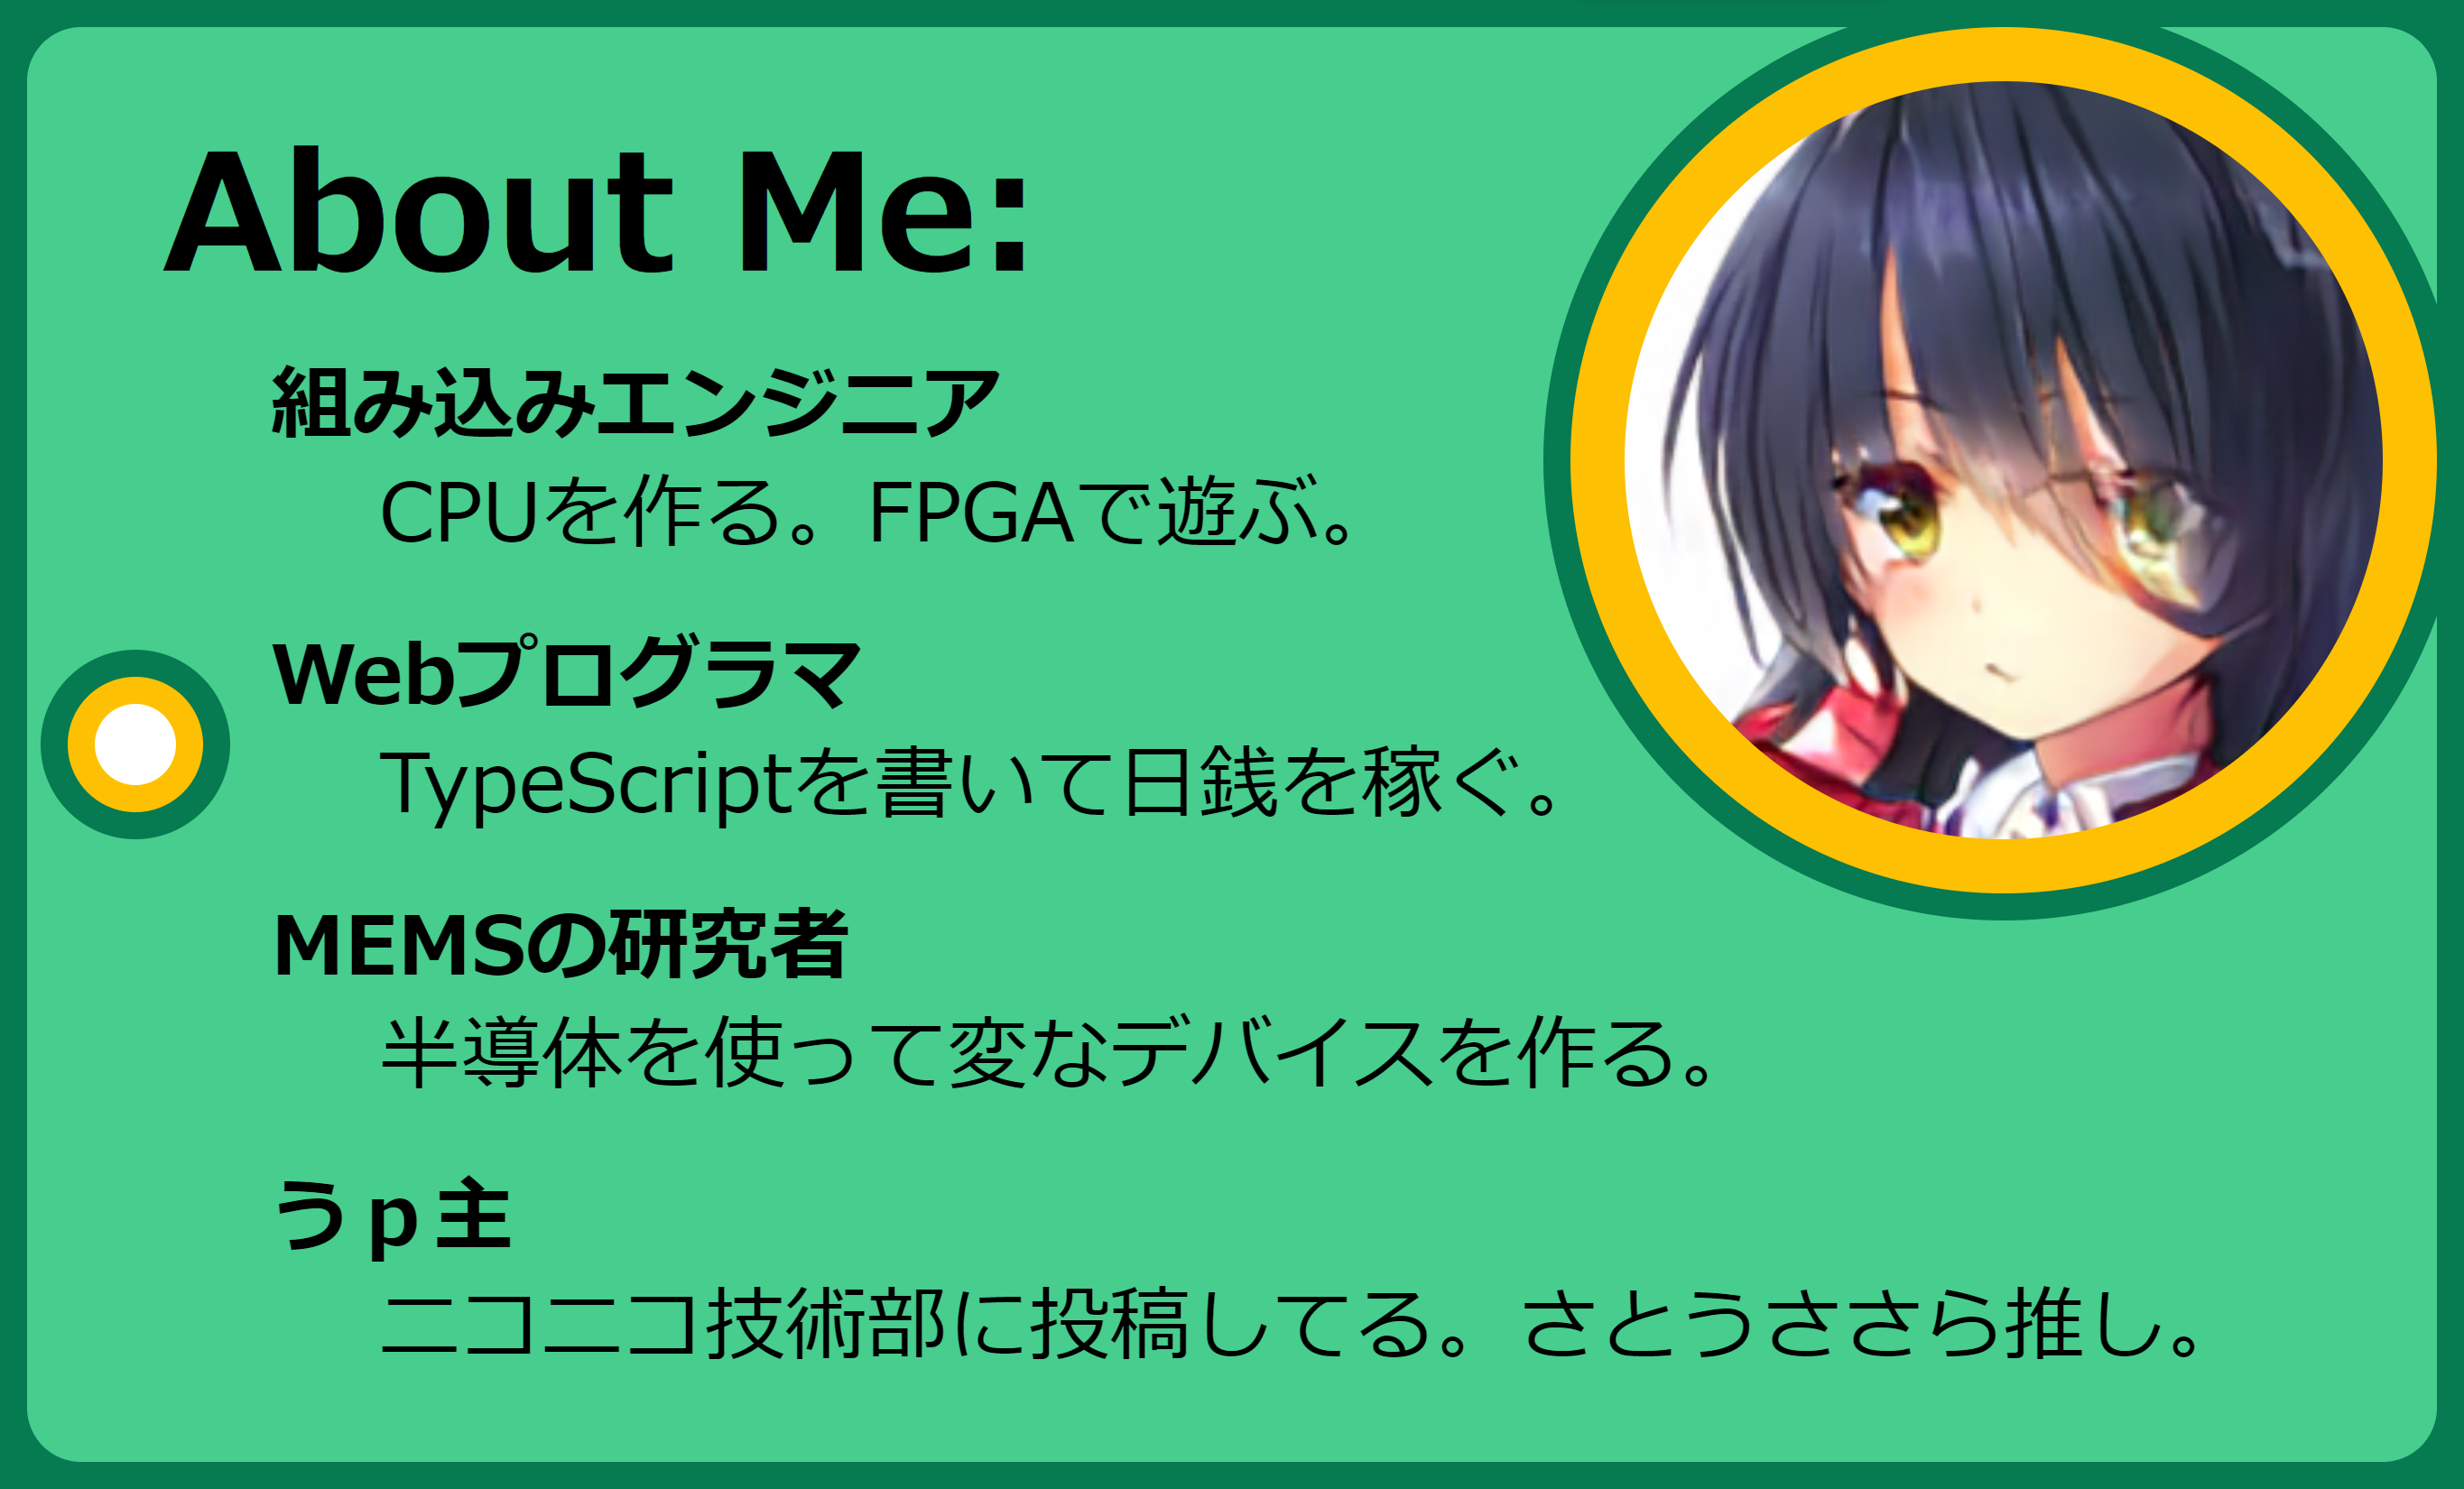 About Me:
組み込みエンジニア
CPUを作る。FPGAで遊ぶ。
Webプログラマ
TypeScriptを書いて日銭を稼ぐ。
MEMSの研究者
半導体を使って変なデバイスを作る。
うｐ主
ニコニコ技術部に投稿してる。さとうささら推し。